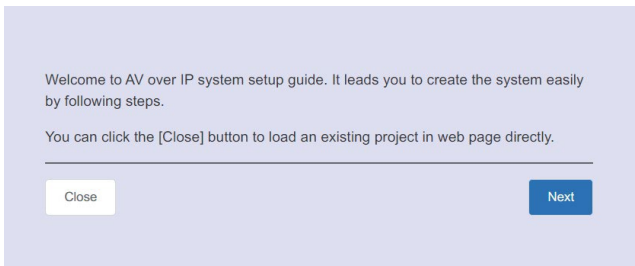 Welcome to AV over IP system setup guide. It leads you to create the system easily
by following steps.
You can click the [Close] button to load an existing project in web page directly.
Close
Next